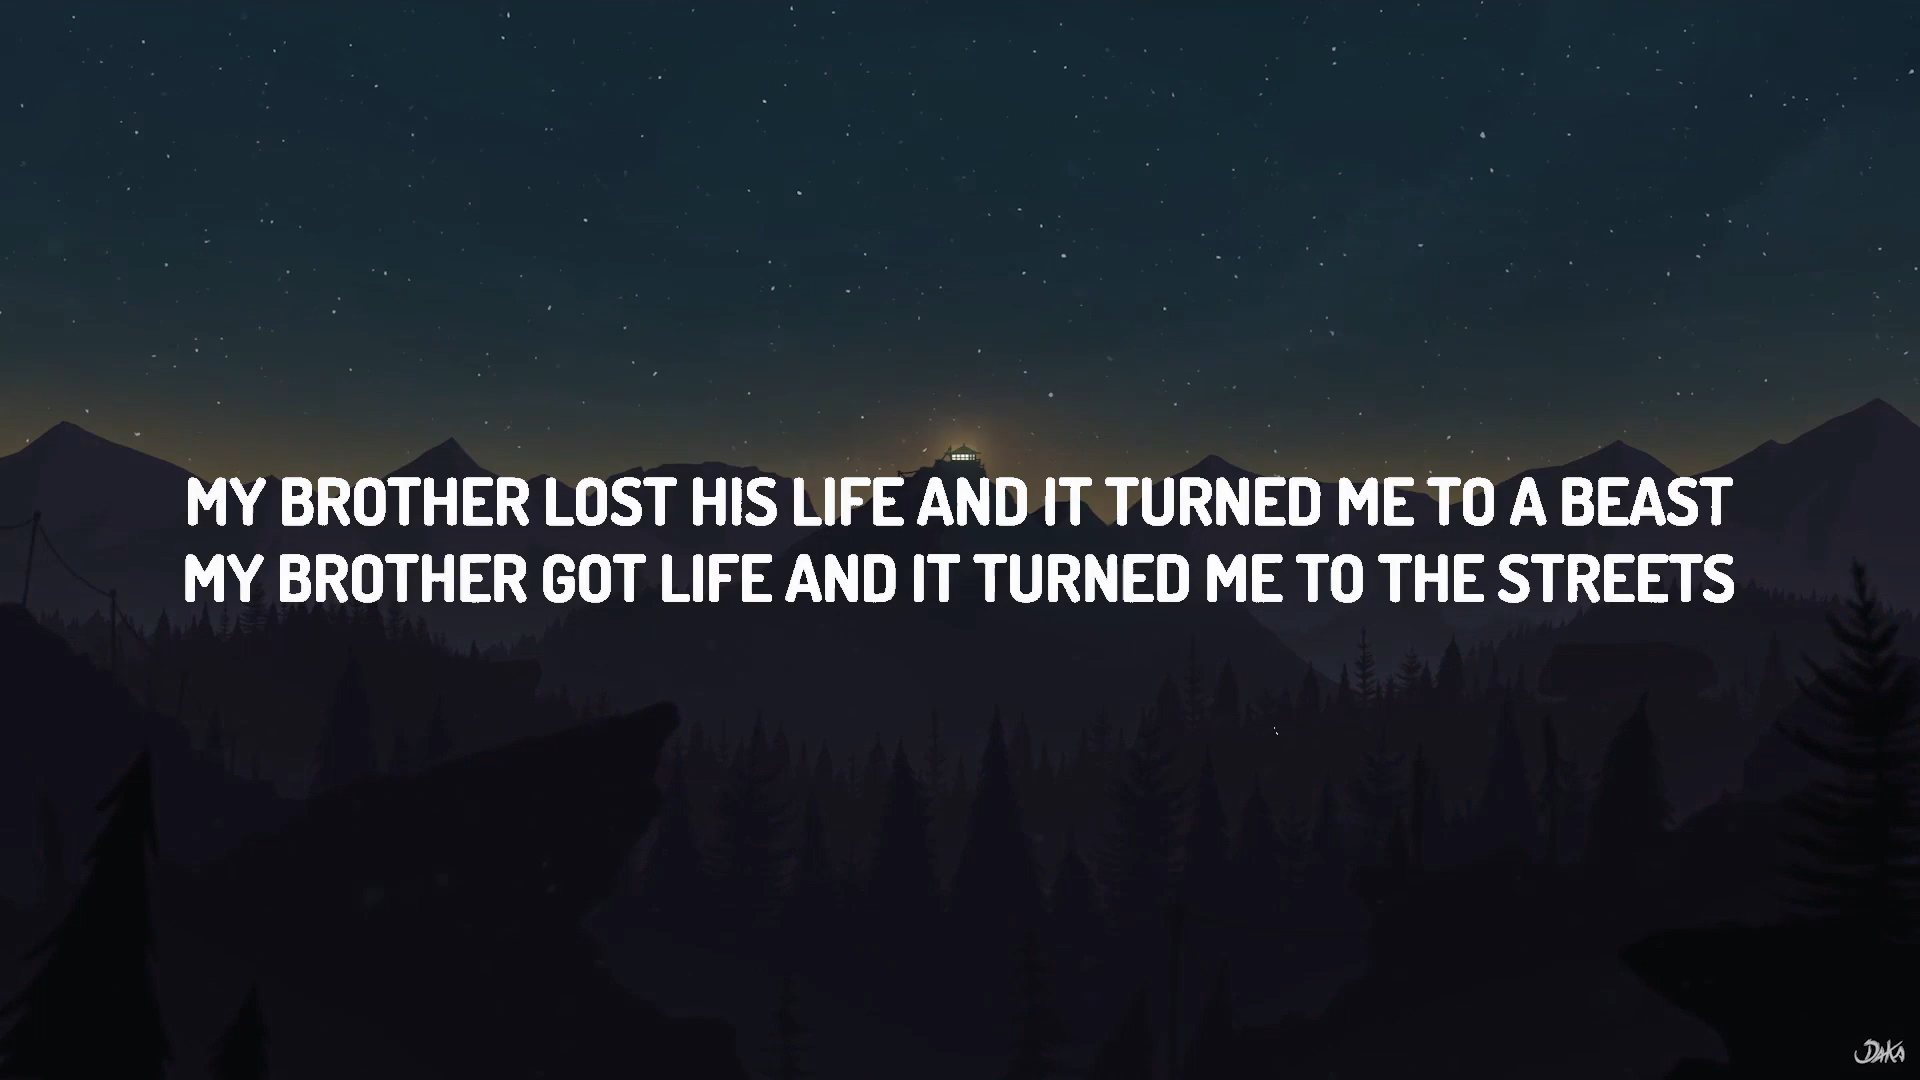 MY BROTHER LOST HIS LIFE AND IT TURNED ME TO A BEAST
MY BROTHER GOT LIFE AND IT TURNED ME TO THE STREETS
DAKA